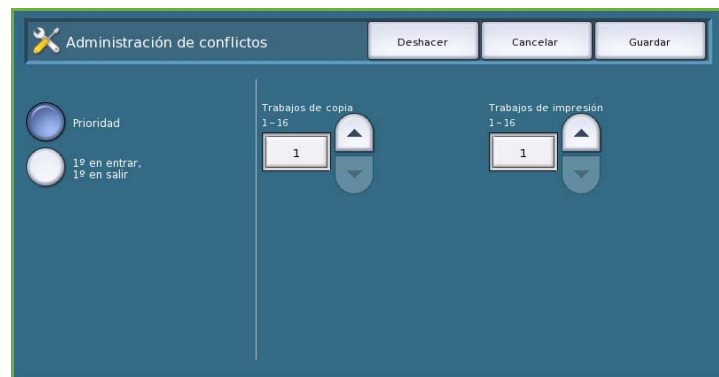 Administración de conflictos
Deshacer
Cancelar
Guardar
Prioridad
1º en entrar,
1º en salir
Trabajos de copia
1-16
1
Trabajos de impresión
1-16
1